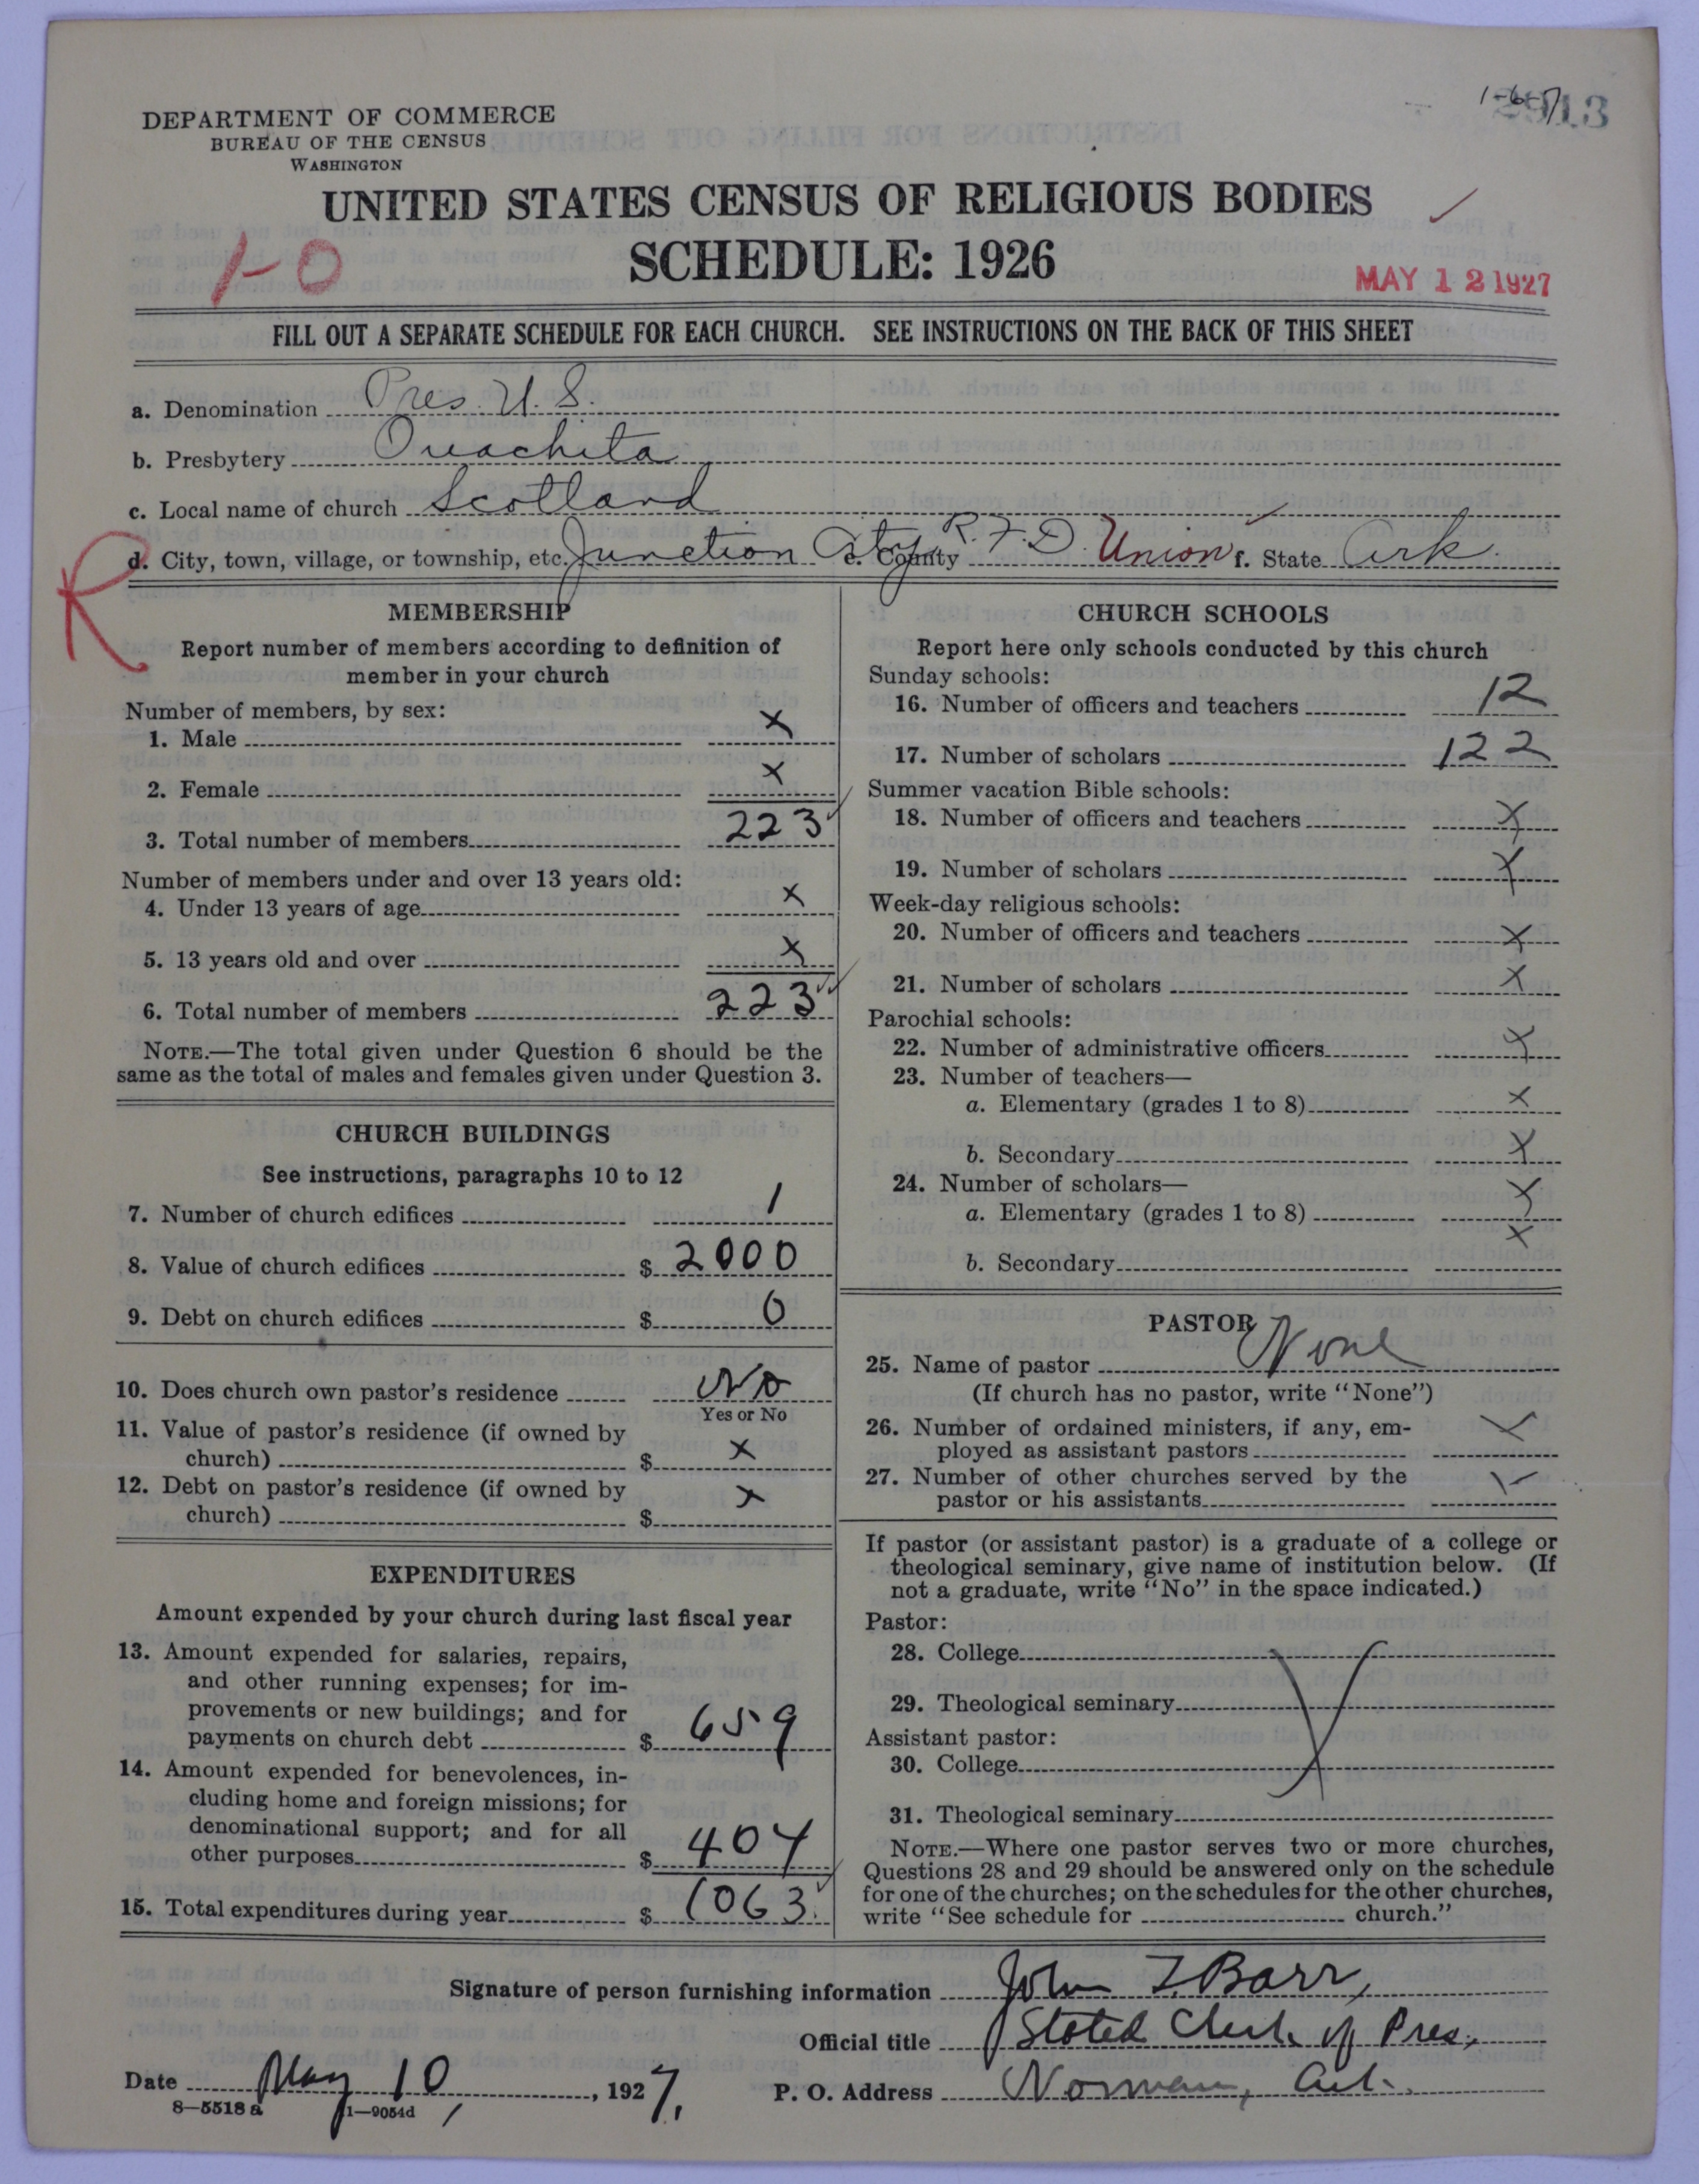 DEPARTMENT OF COMMERCE
BUREAU OF THE CENSUS
WASHINGTON
2913
UNITED STATES CENSUS OF RELIGIOUS BODIES
SCHEDULE: 1926
1-0
MAY 12 1927
FILL OUT A SEPARATE SCHEDULE FOR EACH CHURCH. SEE INSTRUCTIONS ON THE BACK OF THIS SHEET
a. Denomination Pres. U. S.
b. Presbytery Ouachita
c. Local name of church Scotland
d. City, town, village, or township, etc. Junction City R.F.D. e. County Union f. State Ark.
R
MEMBERSHIP
Report number of members according to definition of
member in your church
Number of members, by sex:
1. Male x
2. Female x
3. Total number of members 223
Number of members under and over 13 years old:
4. Under 13 years of age x
5. 13 years old and over x
6. Total number of members 223
NOTE.—The total given under Question 6 should be the
same as the total of males and females given under Question 3.
CHURCH BUILDINGS
See instructions, paragraphs 10 to 12
7. Number of church edifices 1
8. Value of church edifices $ 2000
9. Debt on church edifices $ 0
10. Does church own pastor's residence No
Yes or No
11. Value of pastor's residence (if owned by
church) $ x
12. Debt on pastor's residence (if owned by
church) $ x
EXPENDITURES
Amount expended by your church during last fiscal year
13. Amount expended for salaries, repairs,
and other running expenses; for im-
provements or new buildings; and for
payments on church debt $ 659
14. Amount expended for benevolences, in-
cluding home and foreign missions; for
denominational support; and for all
other purposes $ 404
15. Total expenditures during year $ 1063.
CHURCH SCHOOLS
Report here only schools conducted by this church
Sunday schools:
16. Number of officers and teachers 12
17. Number of scholars 122
Summer vacation Bible schools:
18. Number of officers and teachers x
19. Number of scholars x
Week-day religious schools:
20. Number of officers and teachers x
21. Number of scholars x
Parochial schools:
22. Number of administrative officers x
23. Number of teachers—
a. Elementary (grades 1 to 8) x
b. Secondary x
24. Number of scholars—
a. Elementary (grades 1 to 8) x
b. Secondary x
PASTOR
25. Name of pastor None
(If church has no pastor, write "None")
26. Number of ordained ministers, if any, em-
ployed as assistant pastors x
27. Number of other churches served by the
pastor or his assistants x
If pastor (or assistant pastor) is a graduate of a college or
theological seminary, give name of institution below. (If
not a graduate, write "No" in the space indicated.)
Pastor:
28. College
29. Theological seminary x
Assistant pastor:
30. College
31. Theological seminary
NOTE.—Where one pastor serves two or more churches,
Questions 28 and 29 should be answered only on the schedule
for one of the churches; on the schedules for the other churches,
write "See schedule for church."
Signature of person furnishing information John T. Barr,
Official title Stated Clerk of Pres.
Date May 10, 1927. P. O. Address Norman, Ark.
8—5518 a 11—9054d